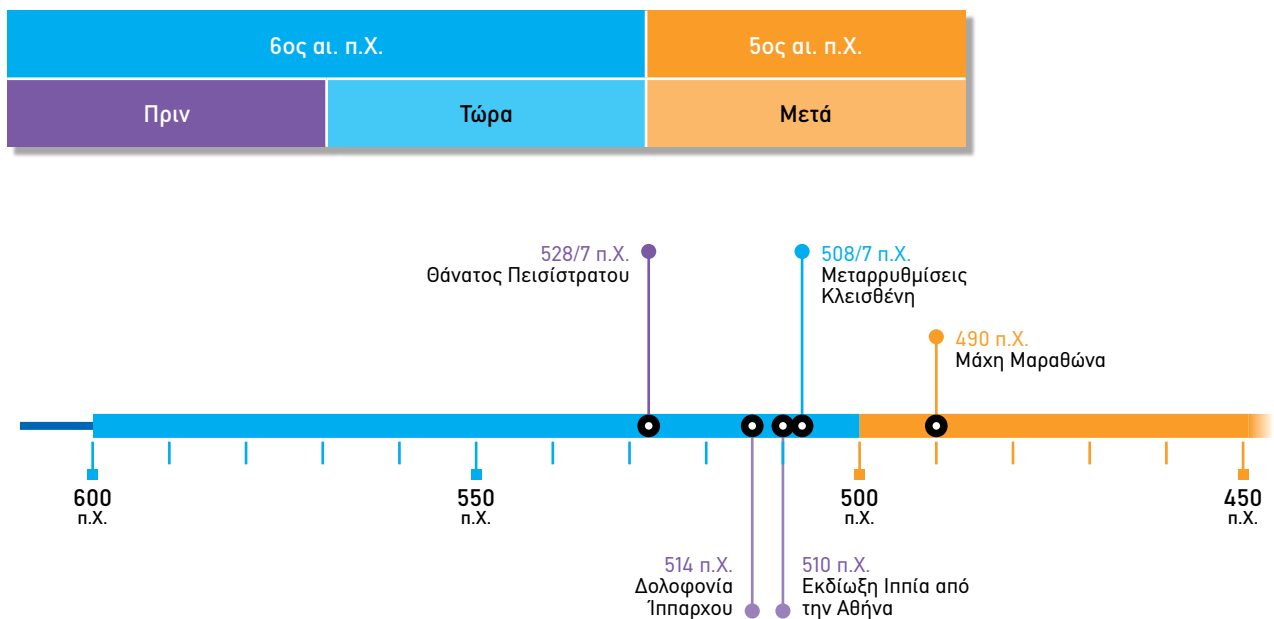 6ος αι. π.Χ.
5ος αι. π.Χ.
Πριν
Τώρα
Μετά
528/7 π.Χ.
Θάνατος Πεισίστρατου
508/7 π.Χ.
Μεταρρυθμίσεις
Κλεισθένη
490 π.Χ.
Μάχη Μαραθώνα
600
π.Χ.
550
π.Χ.
500
π.Χ.
450
π.Χ.
514 π.Χ.
Δολοφονία
Ίππαρχου
510 π.Χ.
Εκδίωξη Ιππία από
την Αθήνα